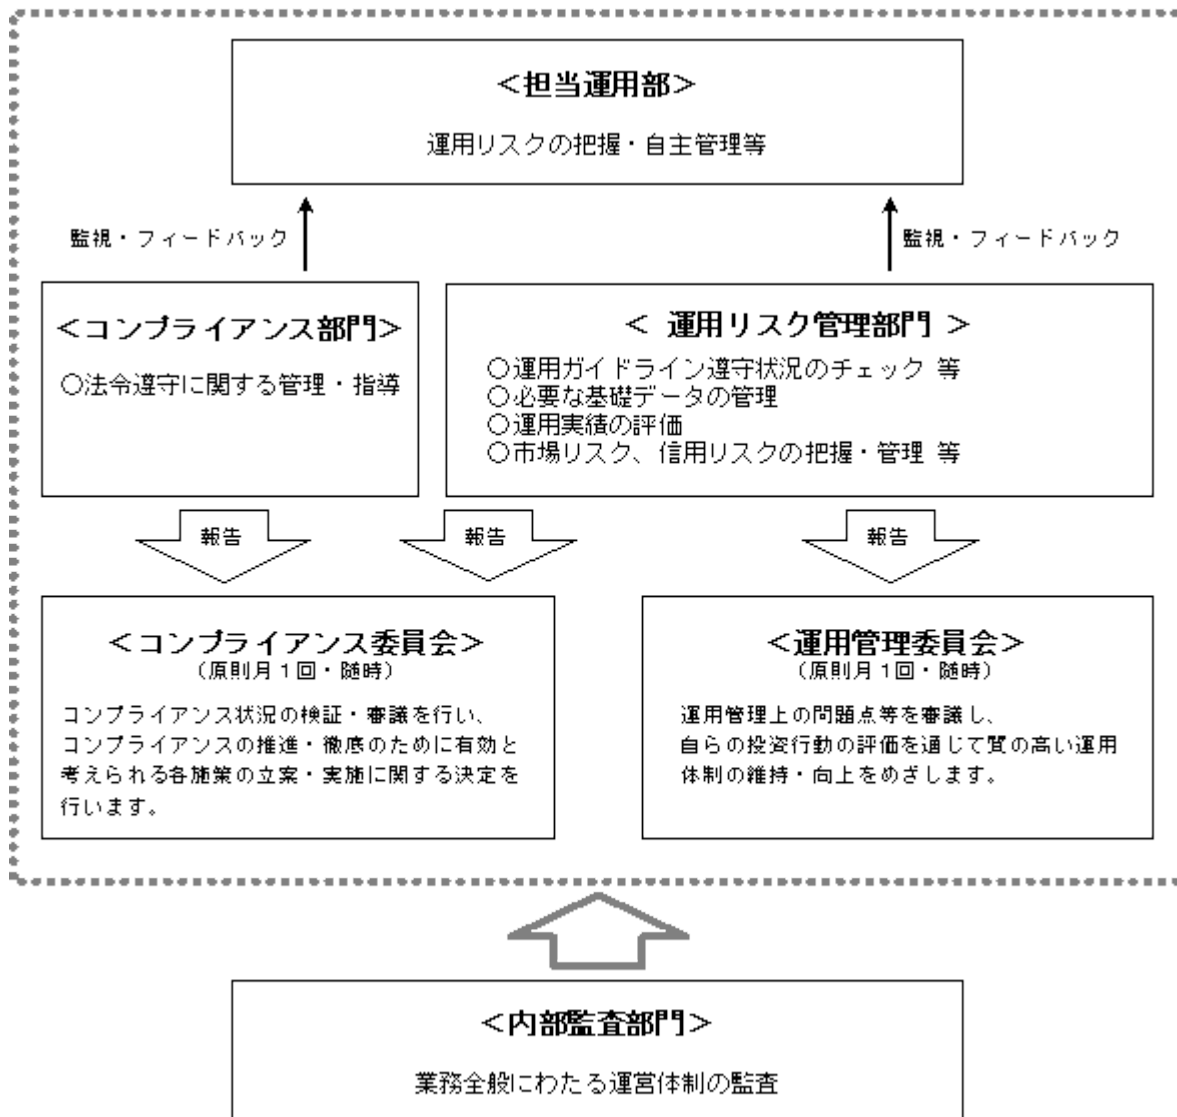 ＜担当運用部＞
運用リスクの把握・自主管理等
監視・フィードバック
監視・フィードバック
＜コンプライアンス部門＞
○法令遵守に関する管理・指導
＜ 運用リスク管理部門 ＞
○運用ガイドライン遵守状況のチェック 等
○必要な基礎データの管理
○運用実績の評価
○市場リスク、信用リスクの把握・管理 等
報告
報告
報告
＜コンプライアンス委員会＞
（原則月１回・随時）
コンプライアンス状況の検証・審議を行い、
コンプライアンスの推進・徹底のために有効と
考えられる各施策の立案・実施に関する決定を
行います。
＜運用管理委員会＞
（原則月１回・随時）
運用管理上の問題点等を審議し、
自らの投資行動の評価を通じて質の高い運用
体制の維持・向上をめざします。
＜内部監査部門＞
業務全般にわたる運営体制の監査